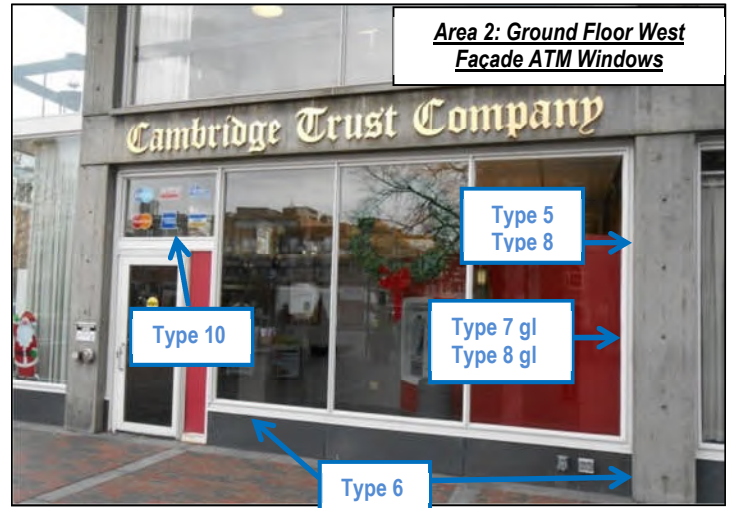 Area 2: Ground Floor West
Façade ATM Windows
Cambridge Trust Company
Type 5
Type 8
Type 7 gl
Type 8 gl
Type 10
Type 6